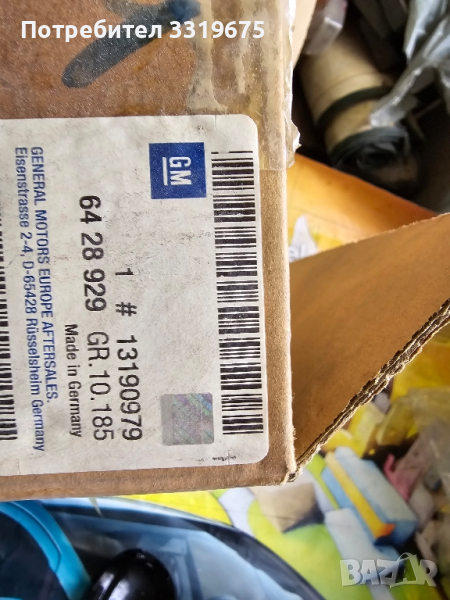 Потребител 3319675
GM
1 # 13190979
64 28 929 GR.10.185
Made in Germany
GENERAL MOTORS EUROPE AFTERSALES,
Eisenstrasse 2-4, D-65428 Rüsselsheim Germany
BAZAR